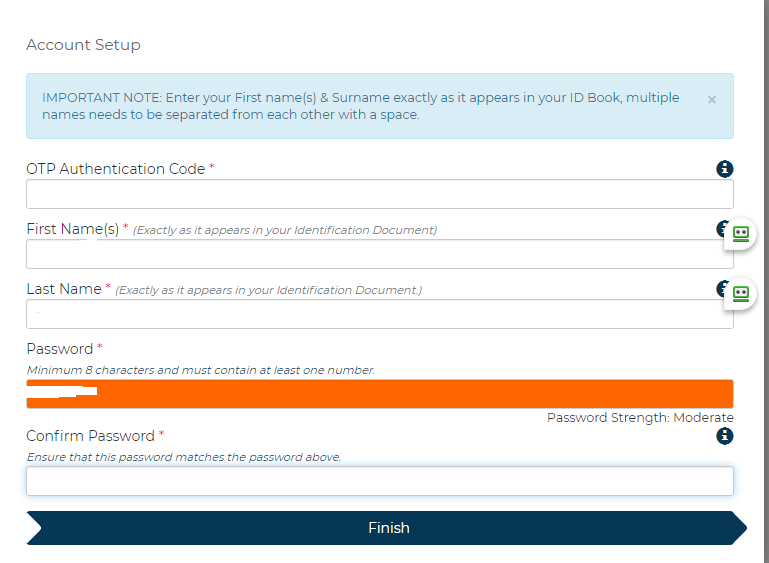 Account Setup
IMPORTANT NOTE: Enter your First name(s) & Surname exactly as it appears in your ID Book, multiple
names needs to be separated from each other with a space.
×
OTP Authentication Code *
First Name(s) * (Exactly as it appears in your Identification Document)
Last Name * (Exactly as it appears in your Identification Document.)
Password *
Minimum 8 characters and must contain at least one number.
Password Strength: Moderate
Confirm Password *
Ensure that this password matches the password above.
Finish